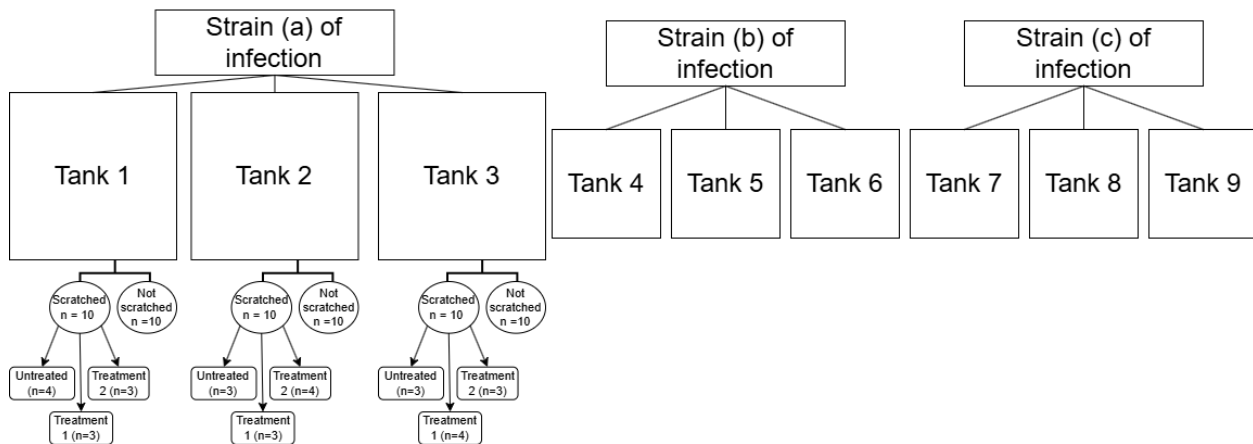 Strain (a) of
infection
Strain (b) of
infection
Strain (c) of
infection
Tank 1
Tank 2
Tank 3
Tank 4
Tank 5
Tank 6
Tank 7
Tank 8
Tank 9
Scratched
n = 10
Not
scratched
n =10
Scratched
n = 10
Not
scratched
n =10
Scratched
n = 10
Not
scratched
n =10
Untreated
(n=4)
Treatment
2 (n=3)
Treatment
1 (n=3)
Untreated
(n=3)
Treatment
2 (n=4)
Treatment
1 (n=3)
Untreated
(n=3)
Treatment
2 (n=3)
Treatment
1 (n=4)